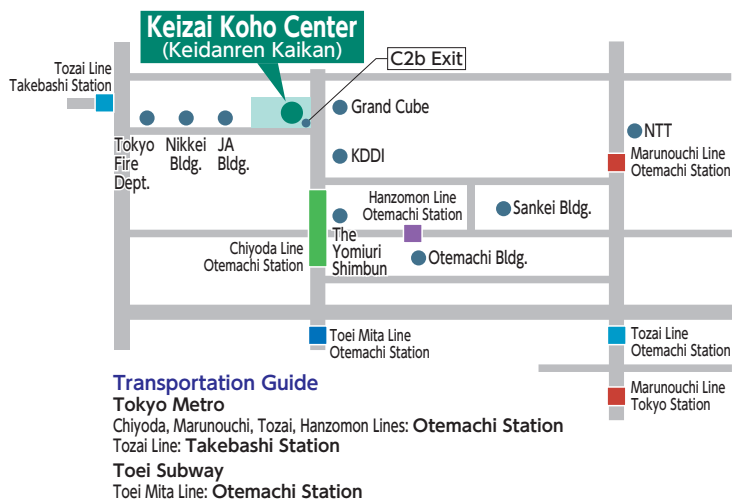 Keizai Koho Center
(Keidanren Kaikan)
C2b Exit
Tozai Line
Takebashi Station
Grand Cube
Tokyo
Fire
Dept.
Nikkei
Bldg.
JA
Bldg.
KDDI
NTT
Marunouchi Line
Otemachi Station
Hanzomon Line
Otemachi Station
Sankei Bldg.
The
Yomiuri
Shimbun
Chiyoda Line
Otemachi Station
Otemachi Bldg.
Toei Mita Line
Otemachi Station
Tozai Line
Otemachi Station
Marunouchi Line
Tokyo Station
Transportation Guide
Tokyo Metro
Chiyoda, Marunouchi, Tozai, Hanzomon Lines: Otemachi Station
Tozai Line: Takebashi Station
Toei Subway
Toei Mita Line: Otemachi Station